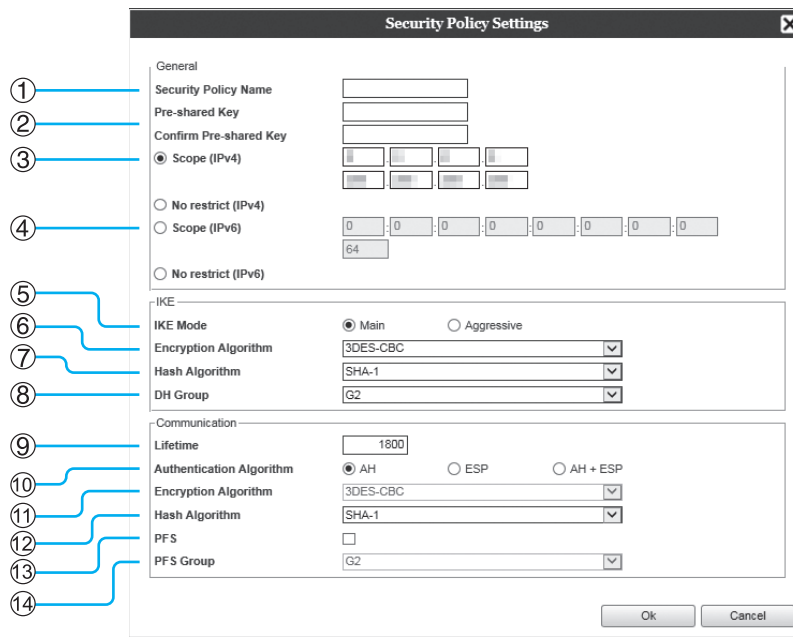 Security Policy Settings
General
① Security Policy Name
Pre-shared Key
②
Confirm Pre-shared Key
③ Scope (IPv4) . . .
. . .
No restrict (IPv4)
④ Scope (IPv6) 0 : 0 : 0 : 0 : 0 : 0 : 0 : 0
64
No restrict (IPv6)
IKE
⑤ IKE Mode Main Aggressive
⑥ Encryption Algorithm 3DES-CBC
⑦ Hash Algorithm SHA-1
⑧ DH Group G2
Communication
⑨ Lifetime 1800
⑩ Authentication Algorithm AH ESP AH + ESP
⑪ Encryption Algorithm 3DES-CBC
⑫ Hash Algorithm SHA-1
⑬ PFS
⑭ PFS Group G2
Ok Cancel